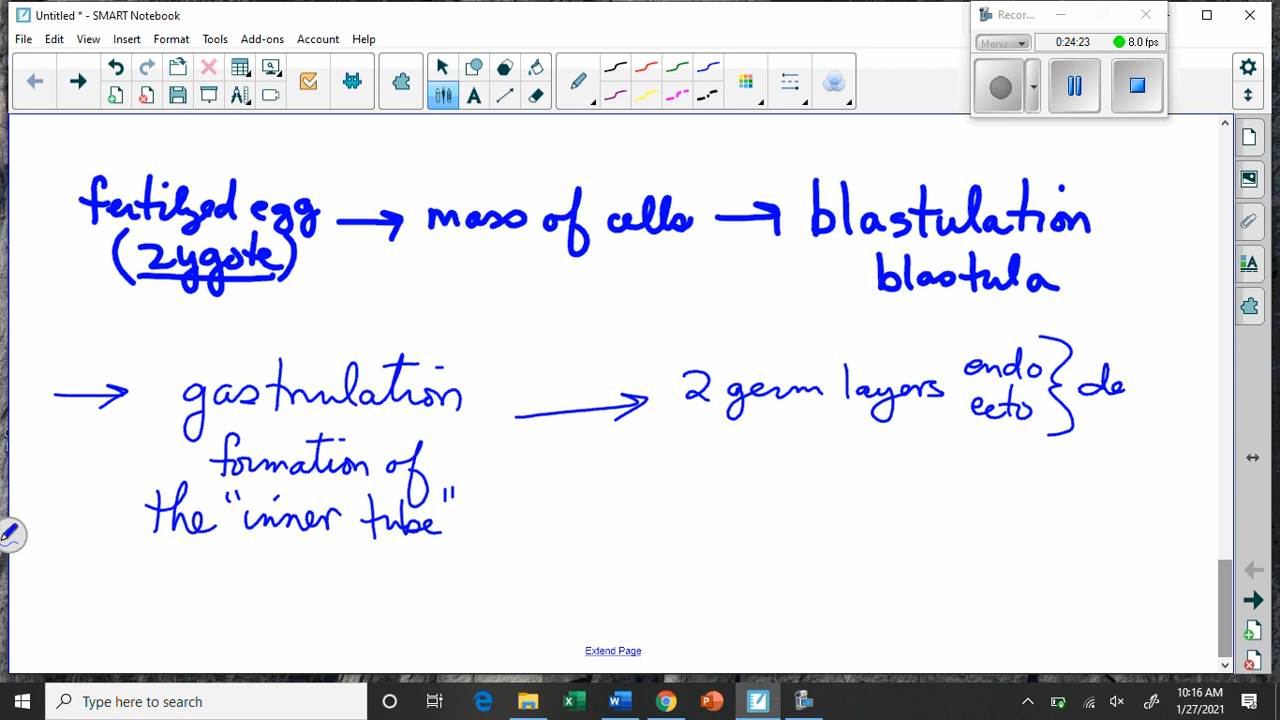 Untitled * - SMART Notebook
Recor...
File Edit View Insert Format Tools Add-ons Account Help
Menu
0:24:23
8.0 fps
fertilized egg → mass of cells → blastulation
(zygote)
blastula
→ gastrulation → 2 germ layers endo
ecto } de
formation of
the "inner tube"
Extend Page
Type here to search
10:16 AM
1/27/2021